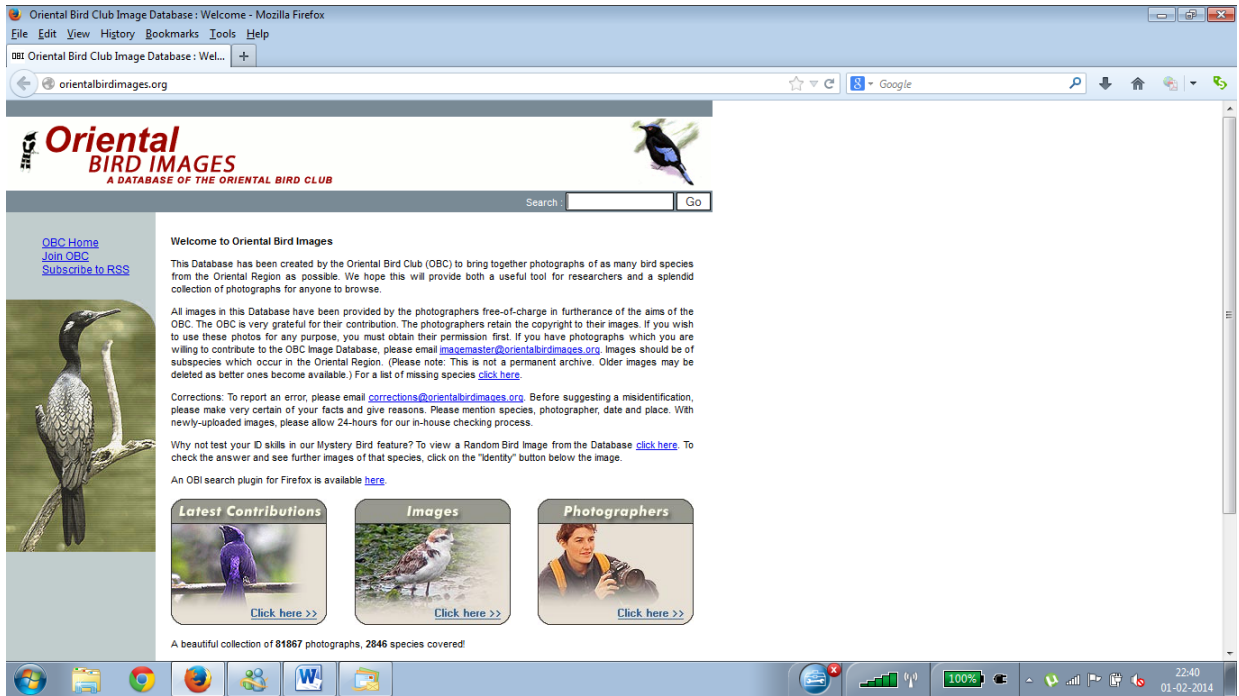 Oriental Bird Club Image Database : Welcome - Mozilla Firefox
File Edit View History Bookmarks Tools Help
OBI Oriental Bird Club Image Database : Wel... +
orientalbirdimages.org
8 Google
Oriental
BIRD IMAGES
A DATABASE OF THE ORIENTAL BIRD CLUB
Search : Go
OBC Home
Join OBC
Subscribe to RSS
Welcome to Oriental Bird Images
This Database has been created by the Oriental Bird Club (OBC) to bring together photographs of as many bird species
from the Oriental Region as possible. We hope this will provide both a useful tool for researchers and a splendid
collection of photographs for anyone to browse.
All images in this Database have been provided by the photographers free-of-charge in furtherance of the aims of the
OBC. The OBC is very grateful for their contribution. The photographers retain the copyright to their images. If you wish
to use these photos for any purpose, you must obtain their permission first. If you have photographs which you are
willing to contribute to the OBC Image Database, please email imagemaster@orientalbirdimages.org. Images should be of
subspecies which occur in the Oriental Region. (Please note: This is not a permanent archive. Older images may be
deleted as better ones become available.) For a list of missing species click here.
Corrections: To report an error, please email corrections@orientalbirdimages.org. Before suggesting a misidentification,
please make very certain of your facts and give reasons. Please mention species, photographer, date and place. With
newly-uploaded images, please allow 24-hours for our in-house checking process.
Why not test your ID skills in our Mystery Bird feature? To view a Random Bird Image from the Database click here. To
check the answer and see further images of that species, click on the "Identity" button below the image.
An OBI search plugin for Firefox is available here.
Latest Contributions
Click here >>
Images
Click here >>
Photographers
Click here >>
A beautiful collection of 81867 photographs, 2846 species covered!
100%
22:40
01-02-2014